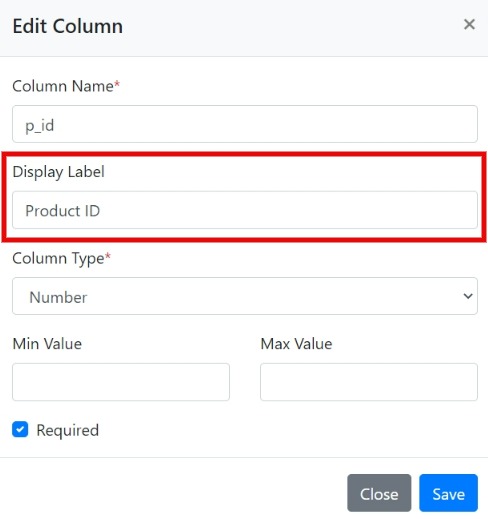 Edit Column ×
Column Name*
p_id
Display Label
Product ID
Column Type*
Number
Min Value Max Value
Required
Close Save